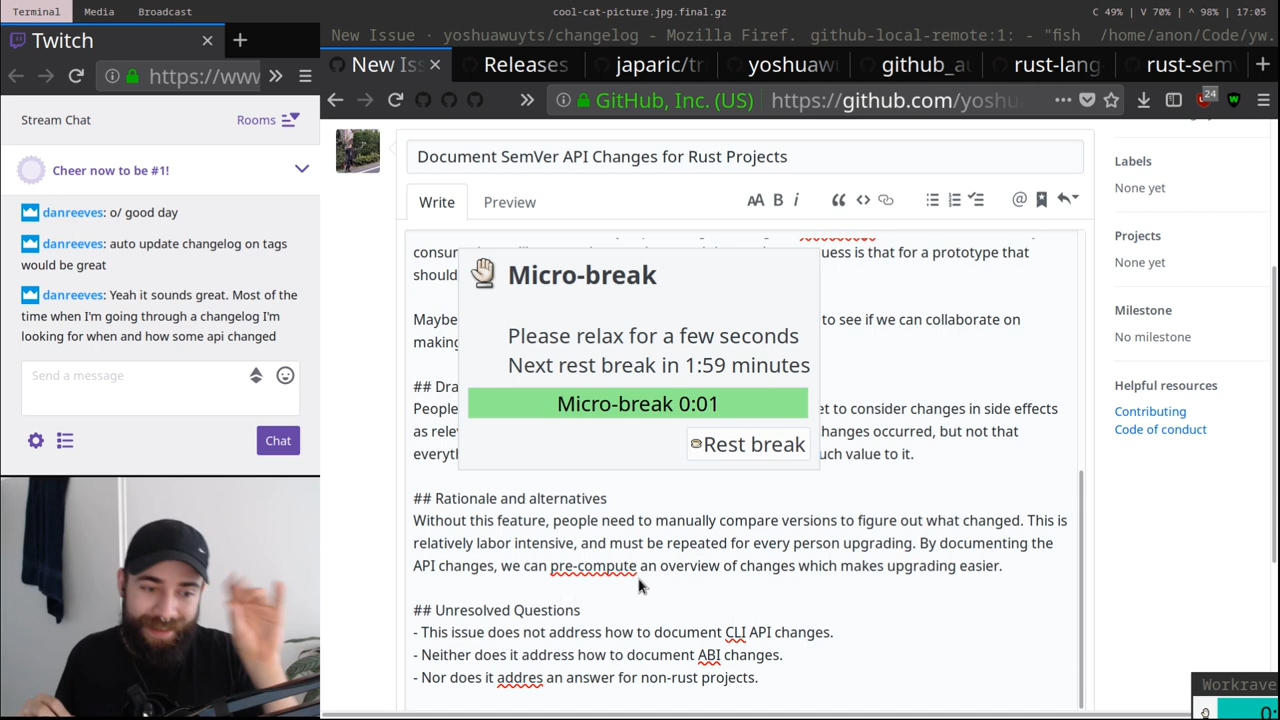 Terminal
Media
Broadcast
cool-cat-picture.jpg.final.gz
C 49% | V 70% | ^ 98% | 17:05
Twitch
https://www
Stream Chat
Rooms
Cheer now to be #1!
danreeves: o/ good day
danreeves: auto update changelog on tags
would be great
danreeves: Yeah it sounds great. Most of the
time when I'm going through a changelog I'm
looking for when and how some api changed
Send a message
Chat
New Issue · yoshuawuyts/changelog - Mozilla Firef.
github-local-remote:1: - "fish
/home/anon/Code/yw.
New Iss
Releases
japaric/tr
yoshuaw
github_au
rust-lang
rust-sem
GitHub, Inc. (US)
https://github.com/yoshu
24
Document SemVer API Changes for Rust Projects
Write
Preview
AA B i
consu
uess is that for a prototype that
should
Maybe
to see if we can collaborate on
making
## Dra
People
et to consider changes in side effects
as rele
hanges occurred, but not that
everyth
uch value to it.
Micro-break
Please relax for a few seconds
Next rest break in 1:59 minutes
Micro-break 0:01
Rest break
## Rationale and alternatives
Without this feature, people need to manually compare versions to figure out what changed. This is
relatively labor intensive, and must be repeated for every person upgrading. By documenting the
API changes, we can pre-compute an overview of changes which makes upgrading easier.
## Unresolved Questions
- This issue does not address how to document CLI API changes.
- Neither does it address how to document ABI changes.
- Nor does it addres an answer for non-rust projects.
Labels
None yet
Projects
None yet
Milestone
No milestone
Helpful resources
Contributing
Code of conduct
Workrave
0: